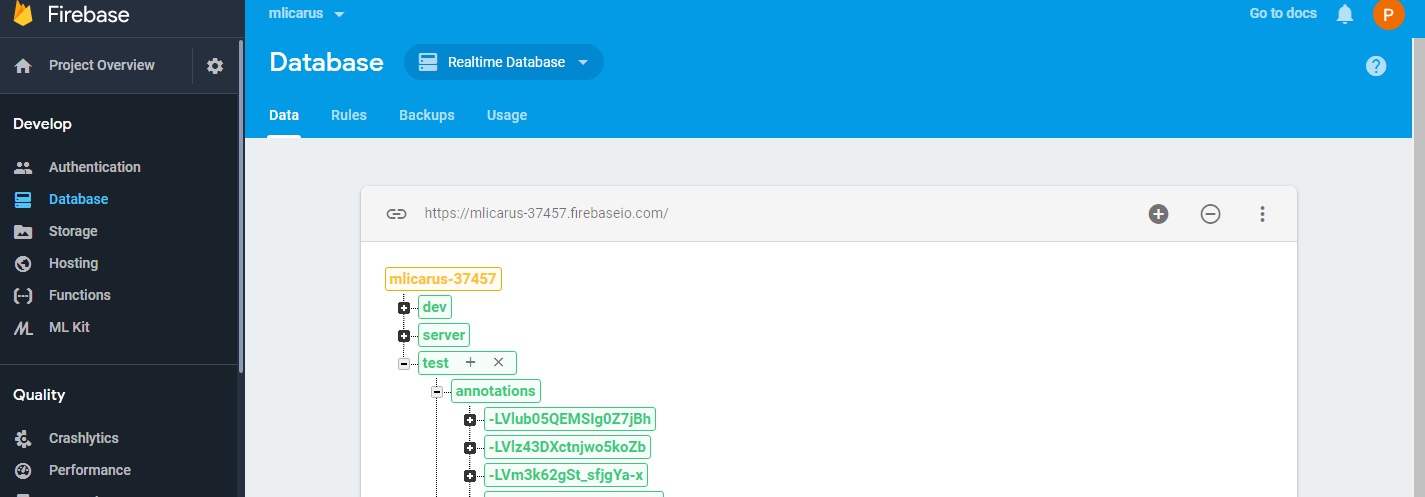 Firebase
Project Overview
Develop
Authentication
Database
Storage
Hosting
Functions
ML Kit
Quality
Crashlytics
Performance
mlicarus
Go to docs
P
Database
Realtime Database
?
Data
Rules
Backups
Usage
https://mlicarus-37457.firebaseio.com/
mlicarus-37457
dev
server
test
annotations
-LVlub05QEMSIg0Z7jBh
-LVlz43DXctnjwo5koZb
-LVm3k62gSt_sfjgYa-x